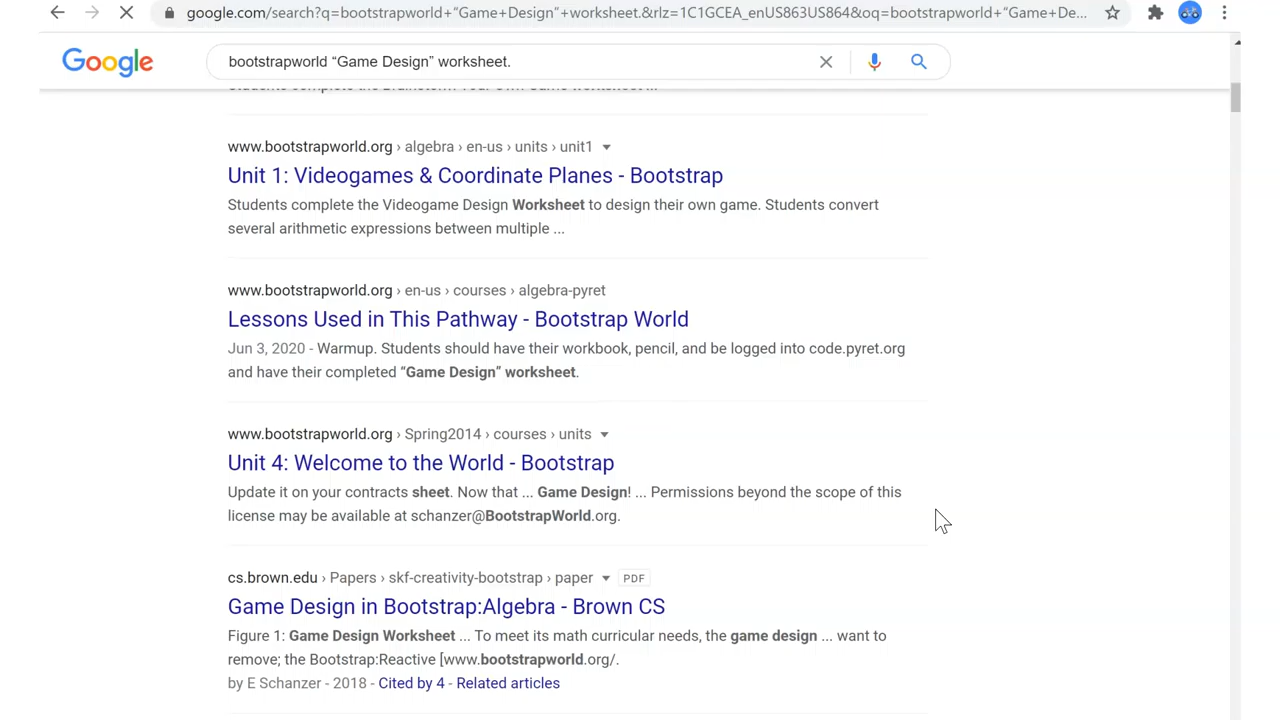 google.com/search?q=bootstrapworld+“Game+Design”+worksheet.&rlz=1C1GCEA_enUS863US864&oq=bootstrapworld+“Game+De...
Google
bootstrapworld “Game Design” worksheet.
Students complete the Brainstorm Your Own Game worksheet ...
www.bootstrapworld.org › algebra › en-us › units › unit1
Unit 1: Videogames & Coordinate Planes - Bootstrap
Students complete the Videogame Design Worksheet to design their own game. Students convert
several arithmetic expressions between multiple ...
www.bootstrapworld.org › en-us › courses › algebra-pyret
Lessons Used in This Pathway - Bootstrap World
Jun 3, 2020 - Warmup. Students should have their workbook, pencil, and be logged into code.pyret.org
and have their completed “Game Design” worksheet.
www.bootstrapworld.org › Spring2014 › courses › units
Unit 4: Welcome to the World - Bootstrap
Update it on your contracts sheet. Now that ... Game Design! ... Permissions beyond the scope of this
license may be available at schanzer@BootstrapWorld.org.
cs.brown.edu › Papers › skf-creativity-bootstrap › paper PDF
Game Design in Bootstrap:Algebra - Brown CS
Figure 1: Game Design Worksheet ... To meet its math curricular needs, the game design ... want to
remove; the Bootstrap:Reactive [www.bootstrapworld.org/.
by E Schanzer - 2018 - Cited by 4 - Related articles